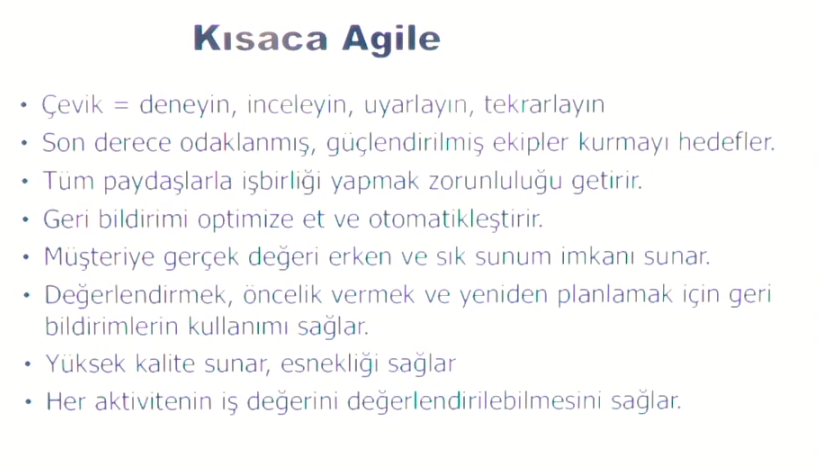 Kısaca Agile
• Çevik = deneyin, inceleyin, uyarlayın, tekrarlayın
• Son derece odaklanmış, güçlendirilmiş ekipler kurmayı hedefler.
• Tüm paydaşlarla işbirliği yapmak zorunluluğu getirir.
• Geri bildirimi optimize et ve otomatikleştirir.
• Müşteriye gerçek değeri erken ve sık sunum imkanı sunar.
• Değerlendirmek, öncelik vermek ve yeniden planlamak için geri
bildirimlerin kullanımı sağlar.
• Yüksek kalite sunar, esnekliği sağlar
• Her aktivitenin iş değerini değerlendirilebilmesini sağlar.